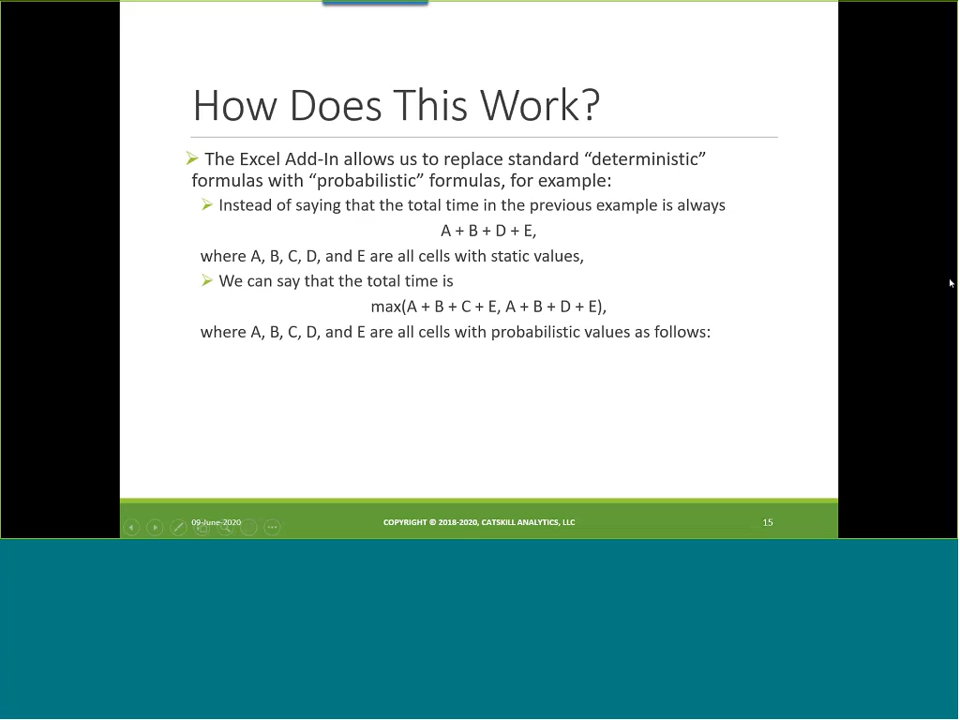 How Does This Work?
The Excel Add-In allows us to replace standard “deterministic”
formulas with “probabilistic” formulas, for example:
Instead of saying that the total time in the previous example is always
A + B + D + E,
where A, B, C, D, and E are all cells with static values,
We can say that the total time is
max(A + B + C + E, A + B + D + E),
where A, B, C, D, and E are all cells with probabilistic values as follows:
09-June-2020 COPYRIGHT © 2018-2020, CATSKILL ANALYTICS, LLC 15